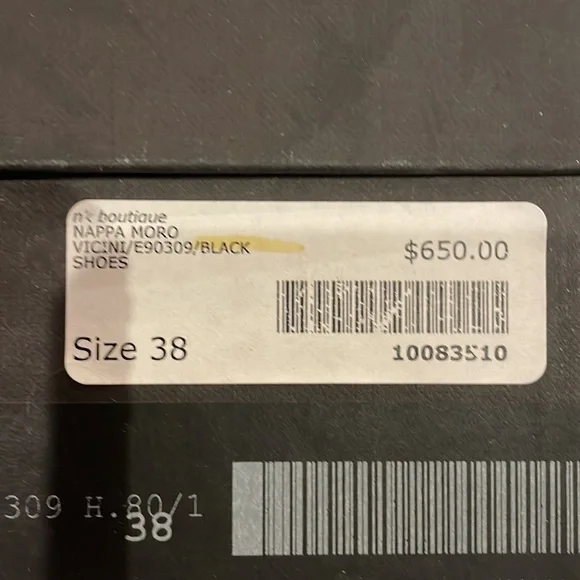 boutique
NAPPA MORO
VICINI/E90309/BLACK
SHOES
$650.00
Size 38
10083510
309 H.80/1
38